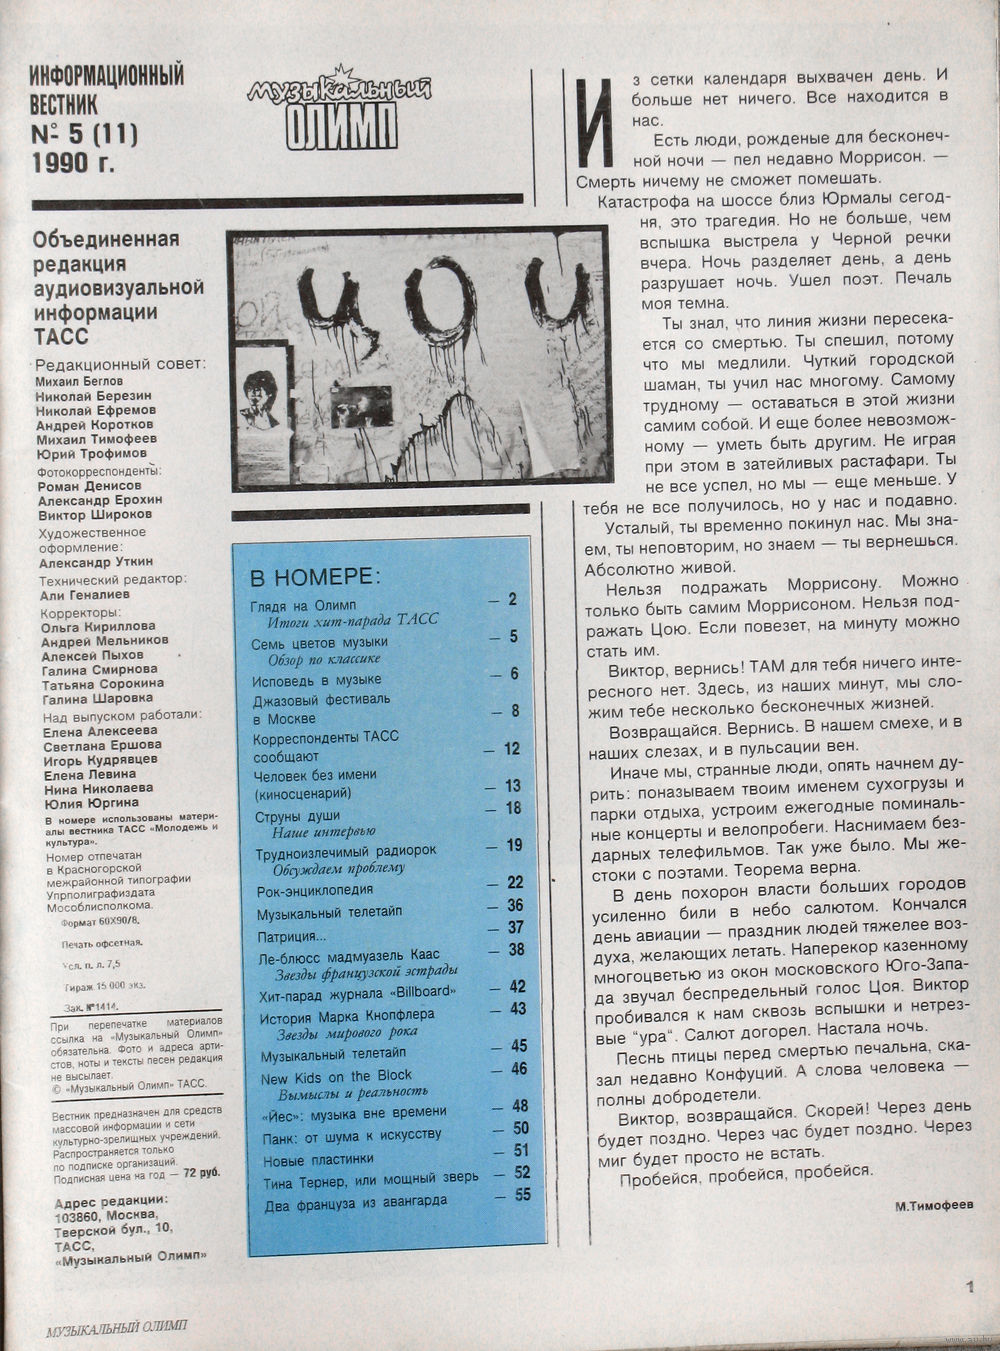 ИНФОРМАЦИОННЫЙ
ВЕСТНИК
№ 5 (11)
1990 г.
музыкальный
ОЛИМП
Объединенная
редакция
аудиовизуальной
информации
ТАСС
Редакционный совет:
Михаил Беглов
Николай Березин
Николай Ефремов
Андрей Коротков
Михаил Тимофеев
Юрий Трофимов
Фотокорреспонденты:
Роман Денисов
Александр Ерохин
Виктор Широков
Художественное
оформление:
Александр Уткин
Технический редактор:
Али Геналиев
Корректоры:
Ольга Кириллова
Андрей Мельников
Алексей Пыхов
Галина Смирнова
Татьяна Сорокина
Галина Шаровка
Над выпуском работали:
Елена Алексеева
Светлана Ершова
Игорь Кудрявцев
Елена Левина
Нина Николаева
Юлия Юргина
В номере использованы матери-
алы вестника ТАСС «Молодежь и
культура».
Номер отпечатан
в Красногорской
межрайонной типографии
Упрполиграфиздата
Мособлисполкома.
Формат 60Х90/8.
Печать офсетная.
Усл. п. л. 7,5
Тираж 15 000 экз.
Зак. №1414.
При перепечатке материалов
ссылка на «Музыкальный Олимп»
обязательна. Фото и адреса арти-
стов, ноты и тексты песен редакция
не высылает.
© «Музыкальный Олимп» ТАСС.
Вестник предназначен для средств
массовой информации и сети
культурно-зрелищных учреждений.
Распространяется только
по подписке организаций.
Подписная цена на год — 72 руб.
Адрес редакции:
103860, Москва,
Тверской бул., 10,
ТАСС,
«Музыкальный Олимп»
ЦОЙ
В НОМЕРЕ:
Глядя на Олимп — 2
Итоги хит-парада ТАСС
Семь цветов музыки — 5
Обзор по классике
Исповедь в музыке — 6
Джазовый фестиваль
в Москве — 8
Корреспонденты ТАСС
сообщают — 12
Человек без имени
(киносценарий) — 13
Струны души — 18
Наше интервью
Трудноизлечимый радиорок — 19
Обсуждаем проблему
Рок-энциклопедия — 22
Музыкальный телетайп — 36
Патриция... — 37
Ле-блюсс мадмуазель Каас — 38
Звезды французской эстрады
Хит-парад журнала «Billboard» — 42
История Марка Кнопфлера — 43
Звезды мирового рока
Музыкальный телетайп — 45
New Kids on the Block — 46
Вымыслы и реальность
«Йес»: музыка вне времени — 48
Панк: от шума к искусству — 50
Новые пластинки — 51
Тина Тернер, или мощный зверь — 52
Два француза из авангарда — 55
Из сетки календаря выхвачен день. И
больше нет ничего. Все находится в
нас.
Есть люди, рожденые для бесконеч-
ной ночи — пел недавно Моррисон. —
Смерть ничему не сможет помешать.
Катастрофа на шоссе близ Юрмалы сегод-
ня, это трагедия. Но не больше, чем
вспышка выстрела у Черной речки
вчера. Ночь разделяет день, а день
разрушает ночь. Ушел поэт. Печаль
моя темна.
Ты знал, что линия жизни пересека-
ется со смертью. Ты спешил, потому
что мы медлили. Чуткий городской
шаман, ты учил нас многому. Самому
трудному — оставаться в этой жизни
самим собой. И еще более невозмож-
ному — уметь быть другим. Не играя
при этом в затейливых растафари. Ты
не все успел, но мы — еще меньше. У
тебя не все получилось, но у нас и подавно.
Усталый, ты временно покинул нас. Мы зна-
ем, ты неповторим, но знаем — ты вернешься.
Абсолютно живой.
Нельзя подражать Моррисону. Можно
только быть самим Моррисоном. Нельзя под-
ражать Цою. Если повезет, на минуту можно
стать им.
Виктор, вернись! ТАМ для тебя ничего инте-
ресного нет. Здесь, из наших минут, мы сло-
жим тебе несколько бесконечных жизней.
Возвращайся. Вернись. В нашем смехе, и в
наших слезах, и в пульсации вен.
Иначе мы, странные люди, опять начнем ду-
рить: поназываем твоим именем сухогрузы и
парки отдыха, устроим ежегодные поминаль-
ные концерты и велопробеги. Наснимаем без-
дарных телефильмов. Так уже было. Мы же-
стоки с поэтами. Теорема верна.
В день похорон власти больших городов
усиленно били в небо салютом. Кончался
день авиации — праздник людей тяжелее воз-
духа, желающих летать. Наперекор казенному
многоцветью из окон московского Юго-Запа-
да звучал беспредельный голос Цоя. Виктор
пробивался к нам сквозь вспышки и нетрез-
вые "ура". Салют догорел. Настала ночь.
Песнь птицы перед смертью печальна, ска-
зал недавно Конфуций. А слова человека —
полны добродетели.
Виктор, возвращайся. Скорей! Через день
будет поздно. Через час будет поздно. Через
миг будет просто не встать.
Пробейся, пробейся, пробейся.
М.Тимофеев
1
МУЗЫКАЛЬНЫЙ ОЛИМП